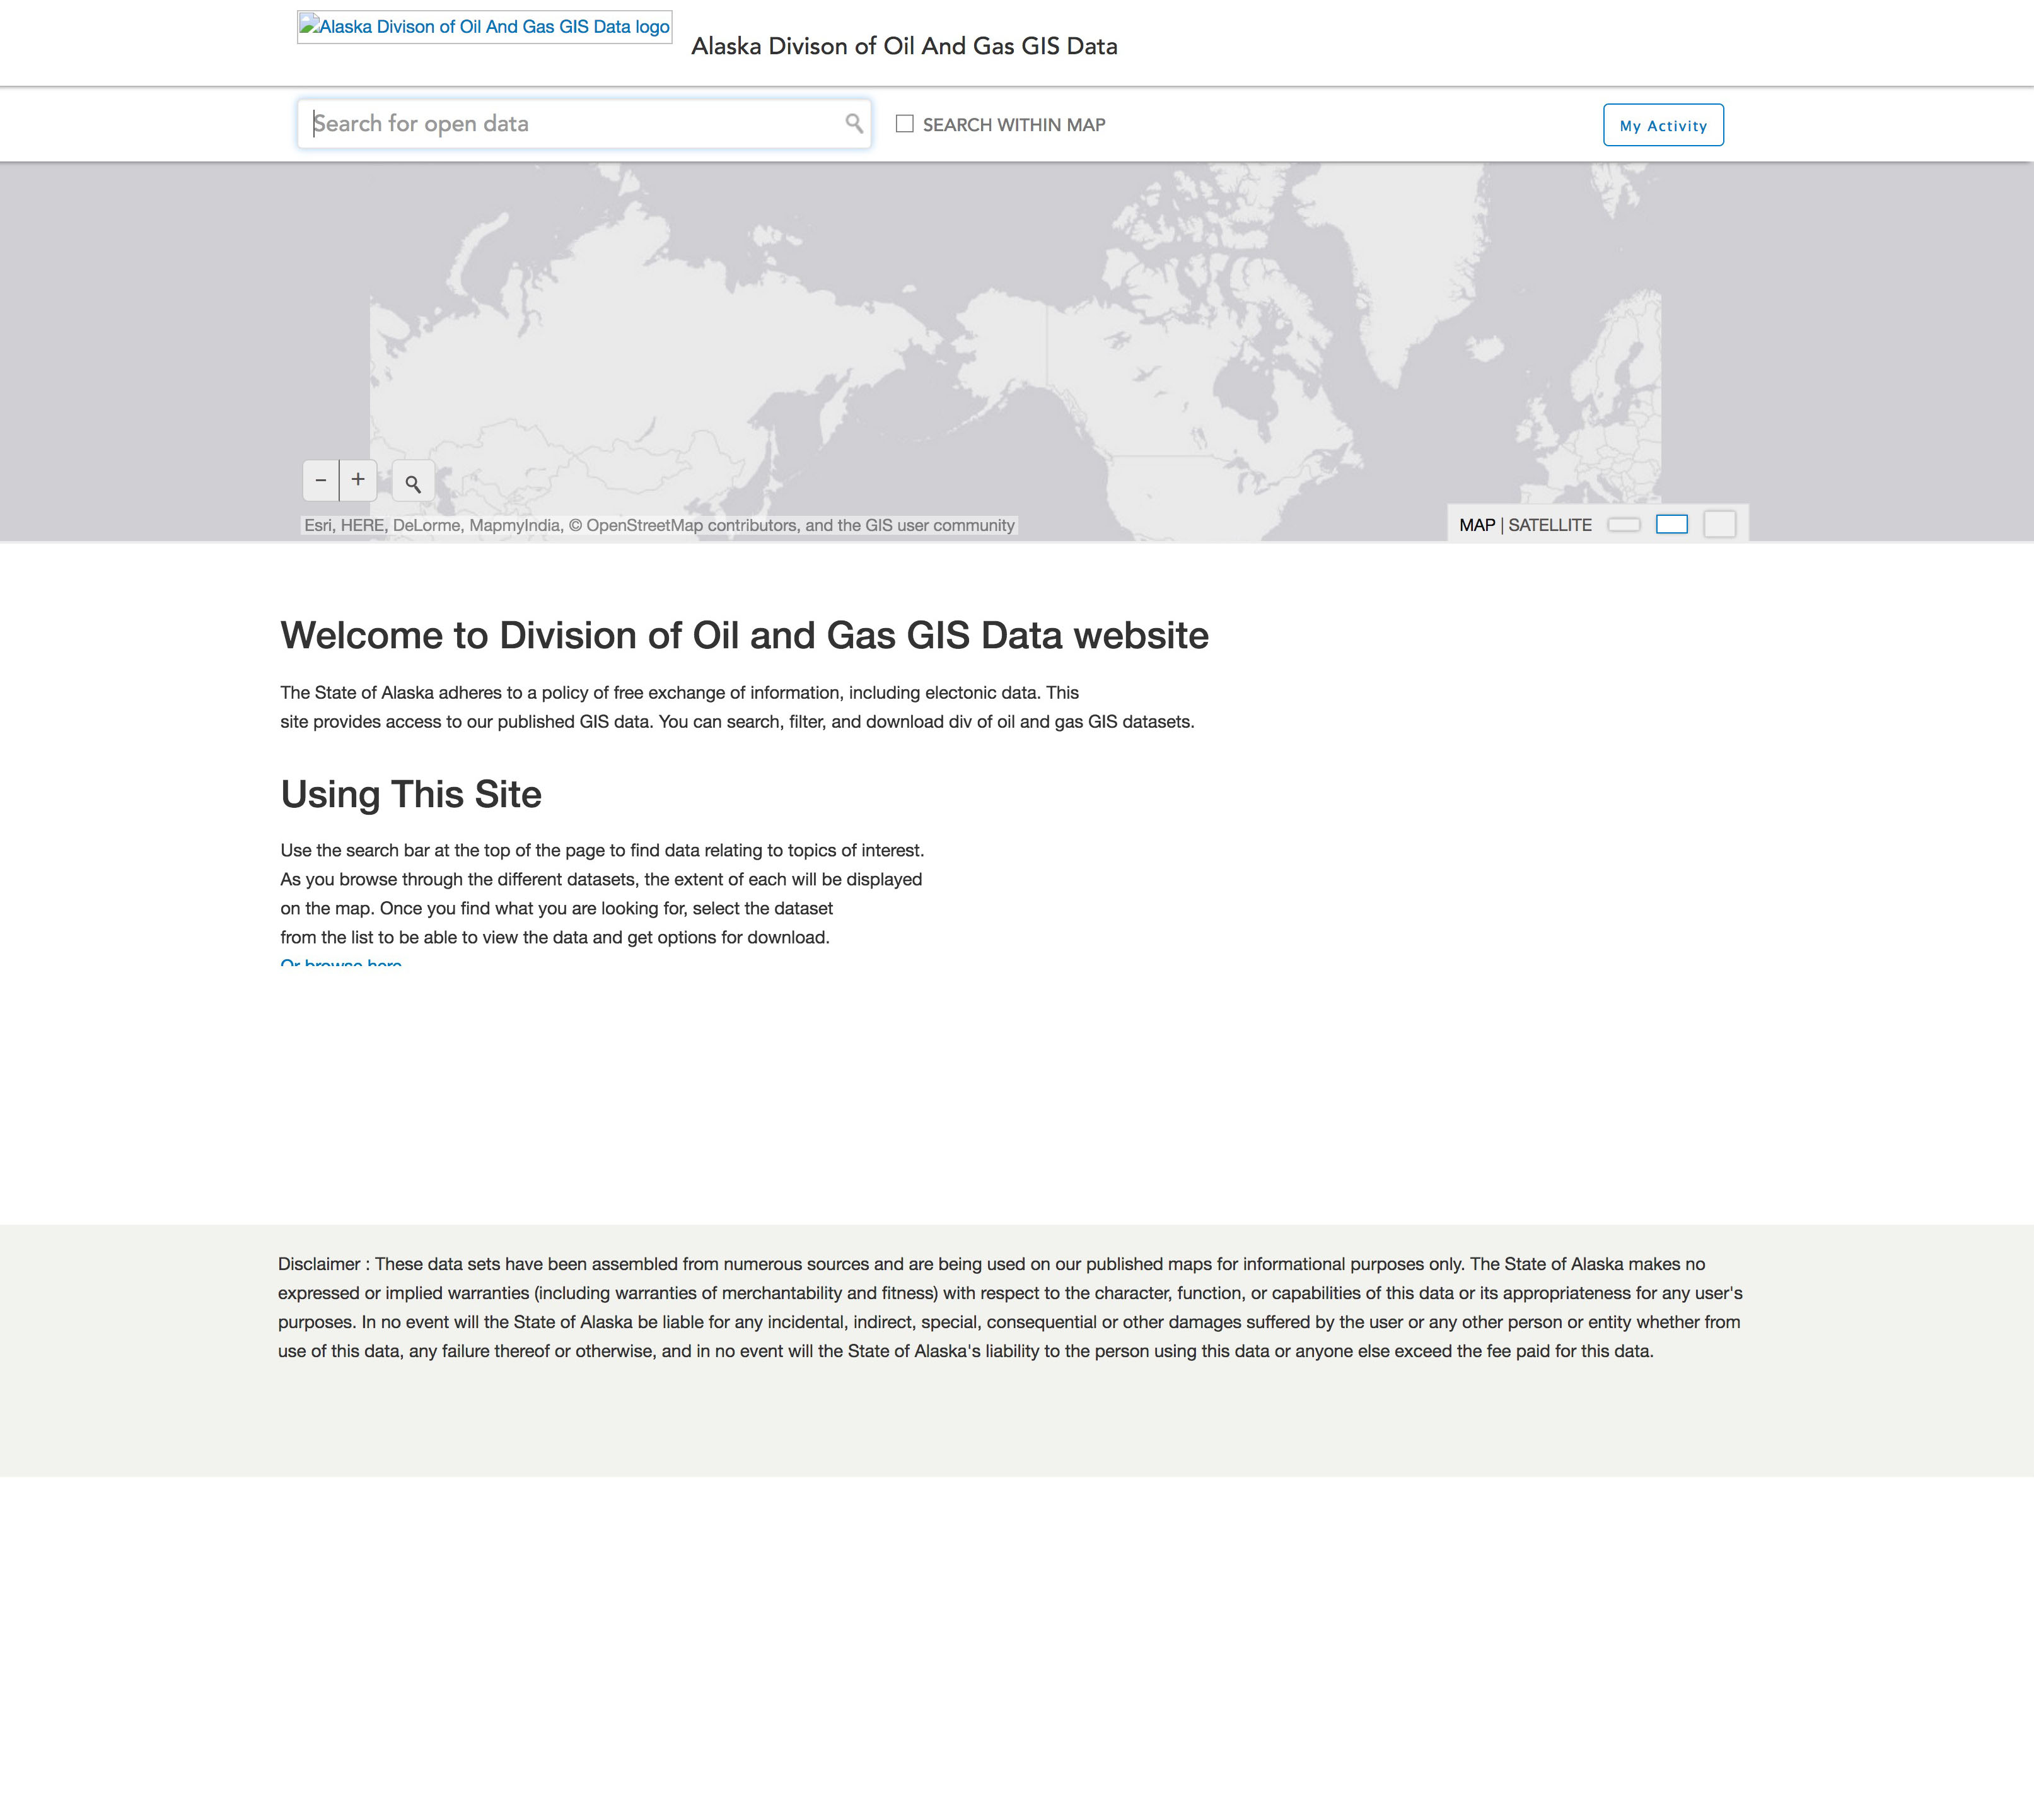 Alaska Divison of Oil And Gas GIS Data logo
Alaska Divison of Oil And Gas GIS Data
Search for open data
SEARCH WITHIN MAP
My Activity
− +
Esri, HERE, DeLorme, MapmyIndia, © OpenStreetMap contributors, and the GIS user community
MAP | SATELLITE
Welcome to Division of Oil and Gas GIS Data website
The State of Alaska adheres to a policy of free exchange of information, including electonic data. This
site provides access to our published GIS data. You can search, filter, and download div of oil and gas GIS datasets.
Using This Site
Use the search bar at the top of the page to find data relating to topics of interest.
As you browse through the different datasets, the extent of each will be displayed
on the map. Once you find what you are looking for, select the dataset
from the list to be able to view the data and get options for download.
Or browse here
Disclaimer : These data sets have been assembled from numerous sources and are being used on our published maps for informational purposes only. The State of Alaska makes no
expressed or implied warranties (including warranties of merchantability and fitness) with respect to the character, function, or capabilities of this data or its appropriateness for any user's
purposes. In no event will the State of Alaska be liable for any incidental, indirect, special, consequential or other damages suffered by the user or any other person or entity whether from
use of this data, any failure thereof or otherwise, and in no event will the State of Alaska's liability to the person using this data or anyone else exceed the fee paid for this data.